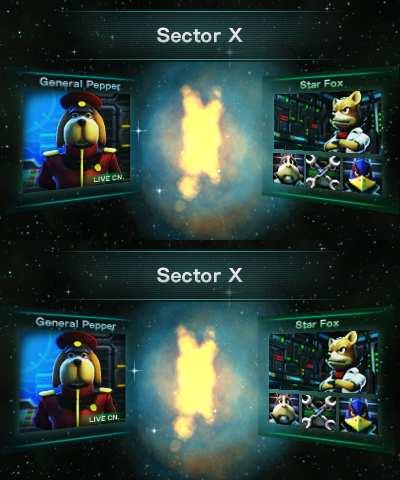 Sector X
General Pepper
Star Fox
LIVE CN.
Sector X
General Pepper
Star Fox
LIVE CN.